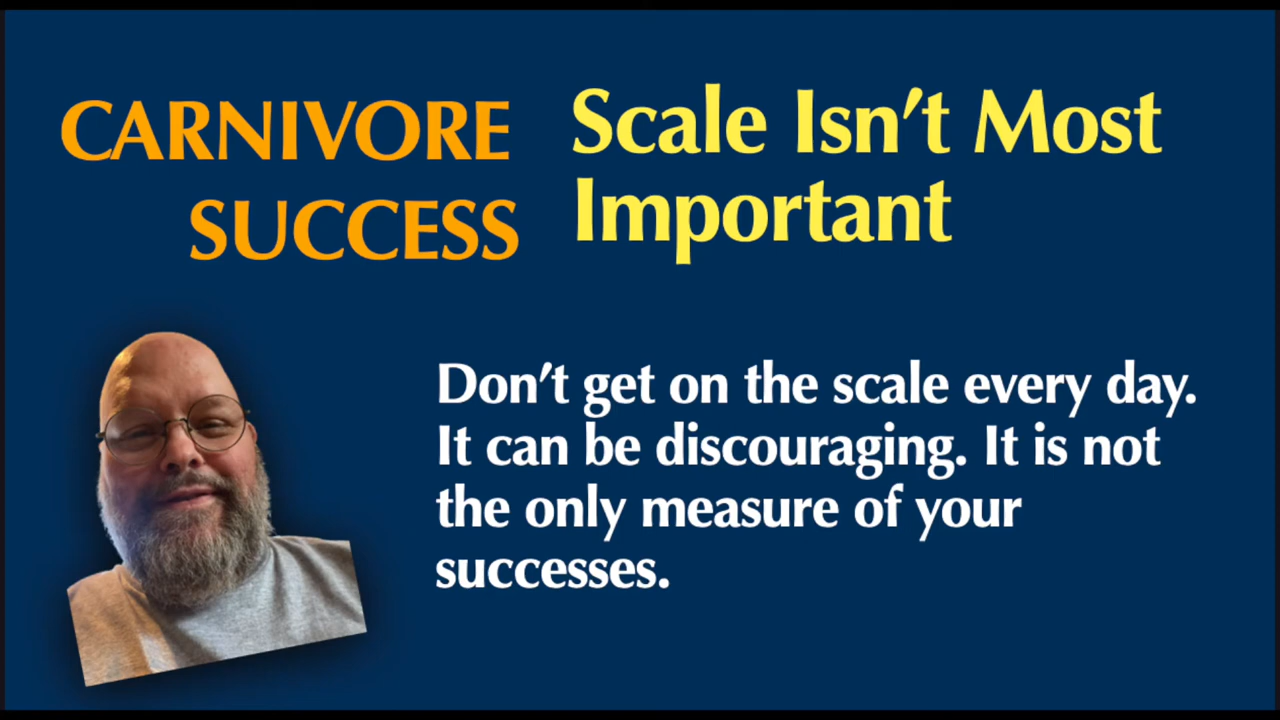 CARNIVORE
SUCCESS
Scale Isn’t Most
Important
Don’t get on the scale every day.
It can be discouraging. It is not
the only measure of your
successes.